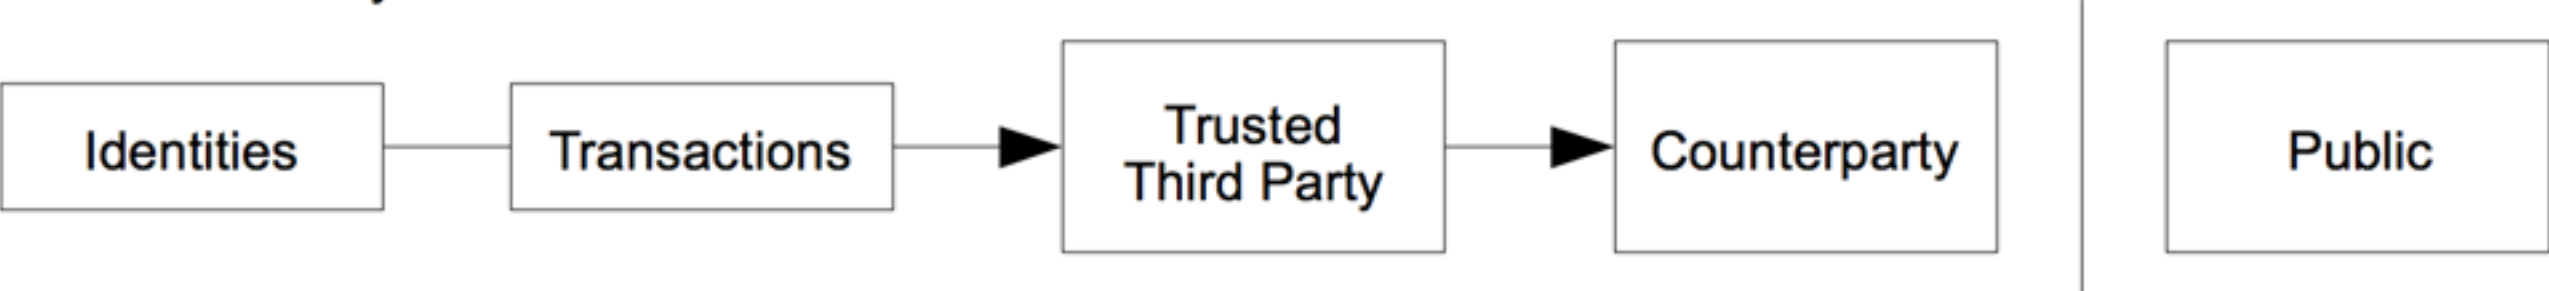 Identities
Transactions
Trusted
Third Party
Counterparty
Public